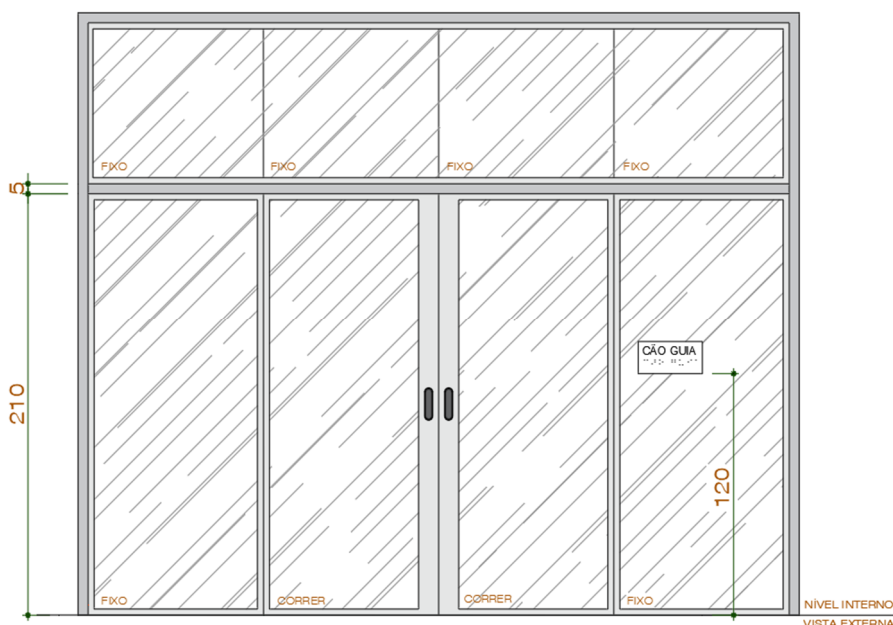 FIXO
FIXO
FIXO
FIXO
5
210
CÃO GUIA
120
FIXO
CORRER
CORRER
FIXO
NÍVEL INTERNO
VISTA EXTERNA